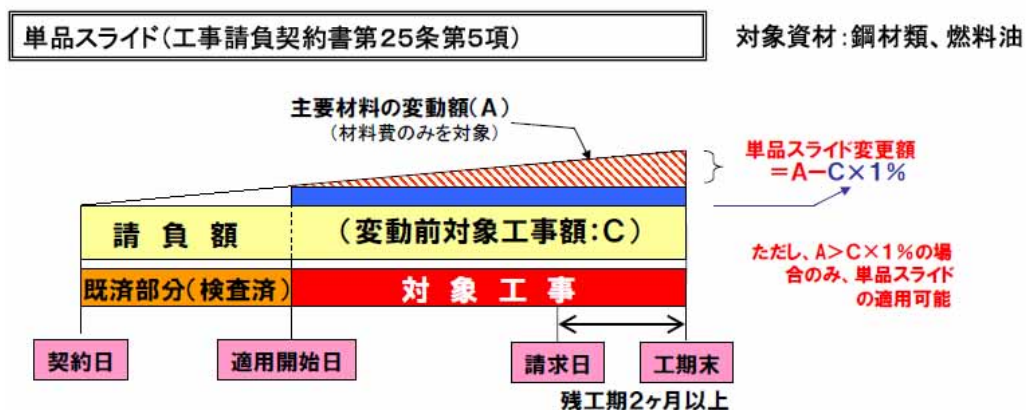 単品スライド(工事請負契約書第25条第5項)
対象資材:鋼材類、燃料油
主要材料の変動額(A)
(材料費のみを対象)
単品スライド変更額
=A-C×1%
請 負 額
(変動前対象工事額:C)
ただし、A>C×1%の場
合のみ、単品スライド
の適用可能
既済部分(検査済)
対 象 工 事
契約日
適用開始日
請求日
工期末
残工期2ヶ月以上